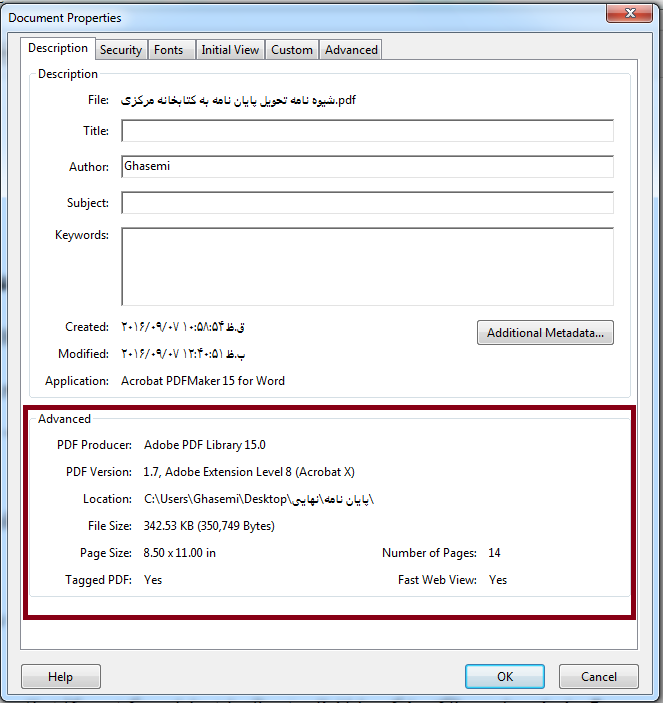 Document Properties
Description Security Fonts Initial View Custom Advanced
Description
File: شیوه نامه تحویل پایان نامه به کتابخانه مرکزی.pdf
Title:
Author: Ghasemi
Subject:
Keywords:
Created: ۲۰۱۶/۰۹/۰۷ ۱۰:۵۸:۵۴ ق.ظ
Additional Metadata...
Modified: ۲۰۱۶/۰۹/۰۷ ۱۲:۴۰:۵۱ ب.ظ
Application: Acrobat PDFMaker 15 for Word
Advanced
PDF Producer: Adobe PDF Library 15.0
PDF Version: 1.7, Adobe Extension Level 8 (Acrobat X)
Location: C:\Users\Ghasemi\Desktop\پایان نامه\نهایی\
File Size: 342.53 KB (350,749 Bytes)
Page Size: 8.50 x 11.00 in Number of Pages: 14
Tagged PDF: Yes Fast Web View: Yes
Help OK Cancel